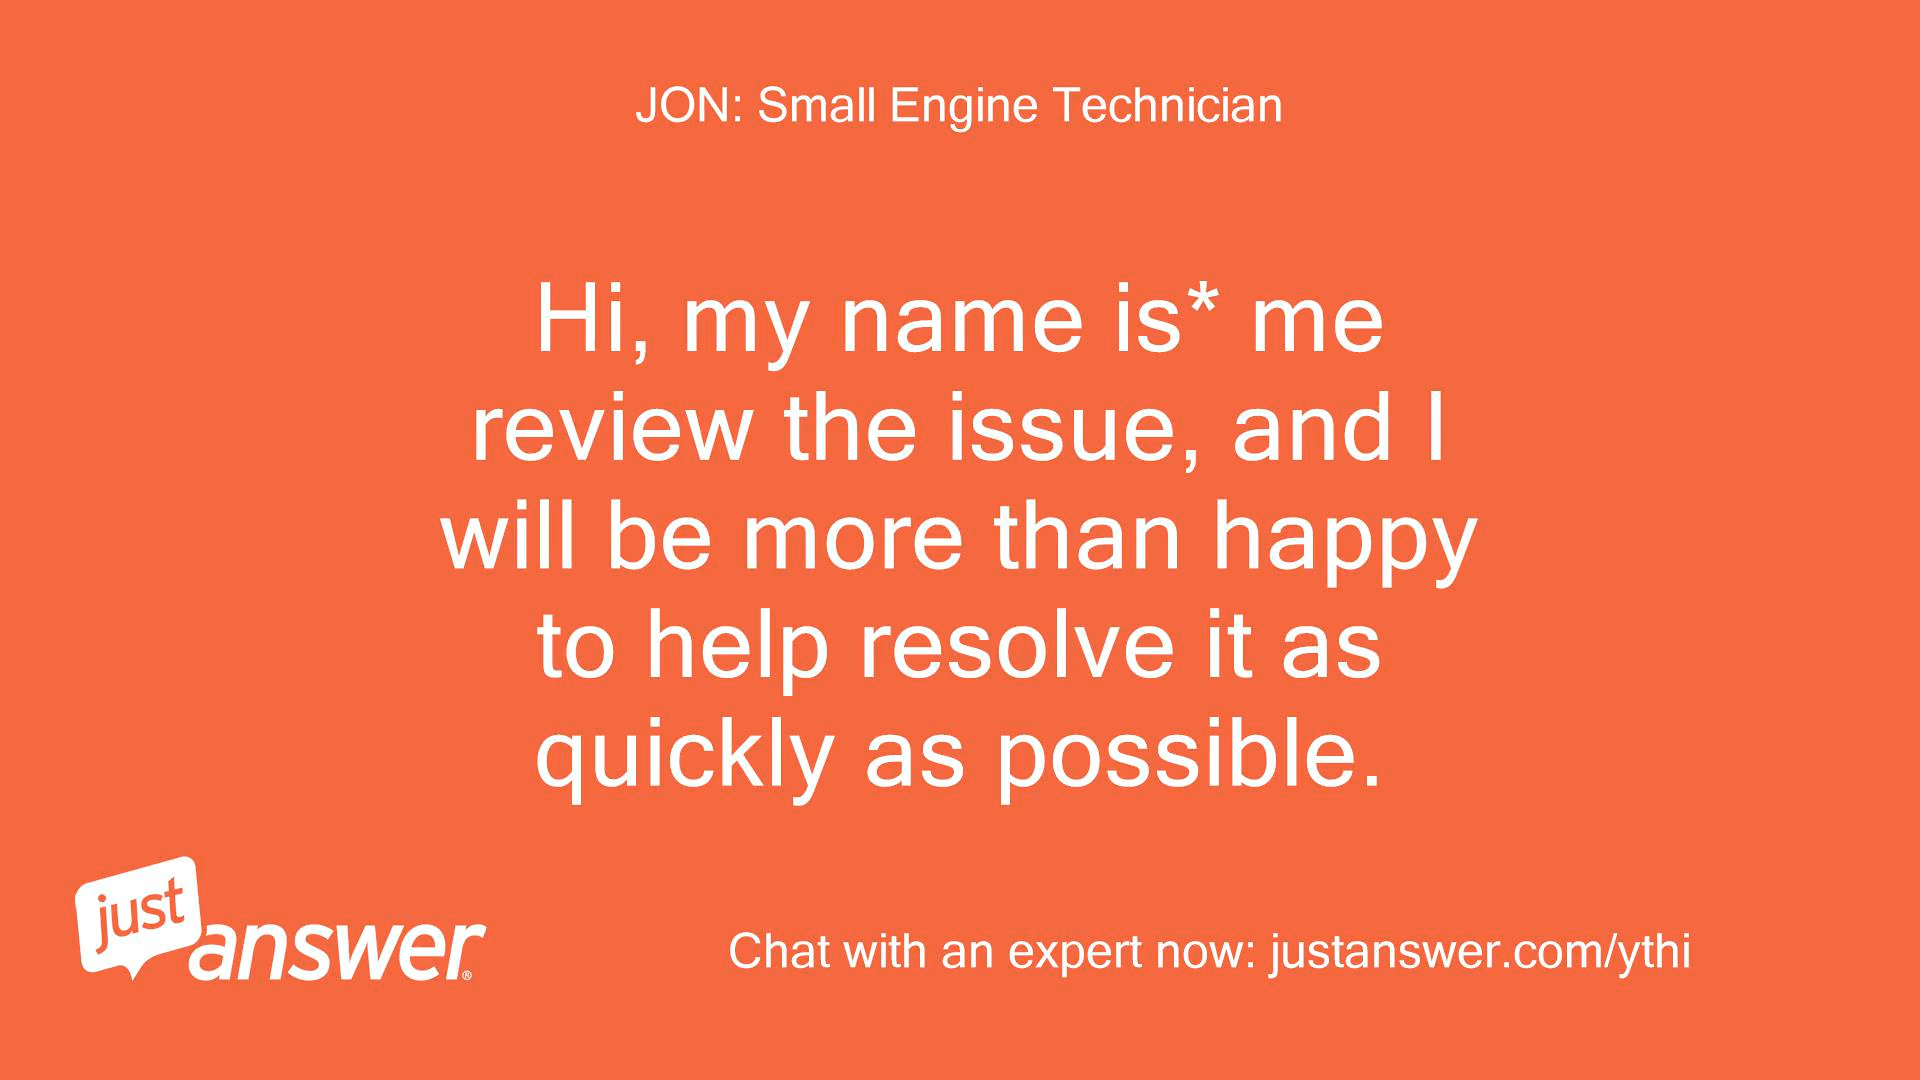 JON: Small Engine Technician
Hi, my name is* me
review the issue, and I
will be more than happy
to help resolve it as
quickly as possible.
just
answer®
Chat with an expert now: justanswer.com/ythi